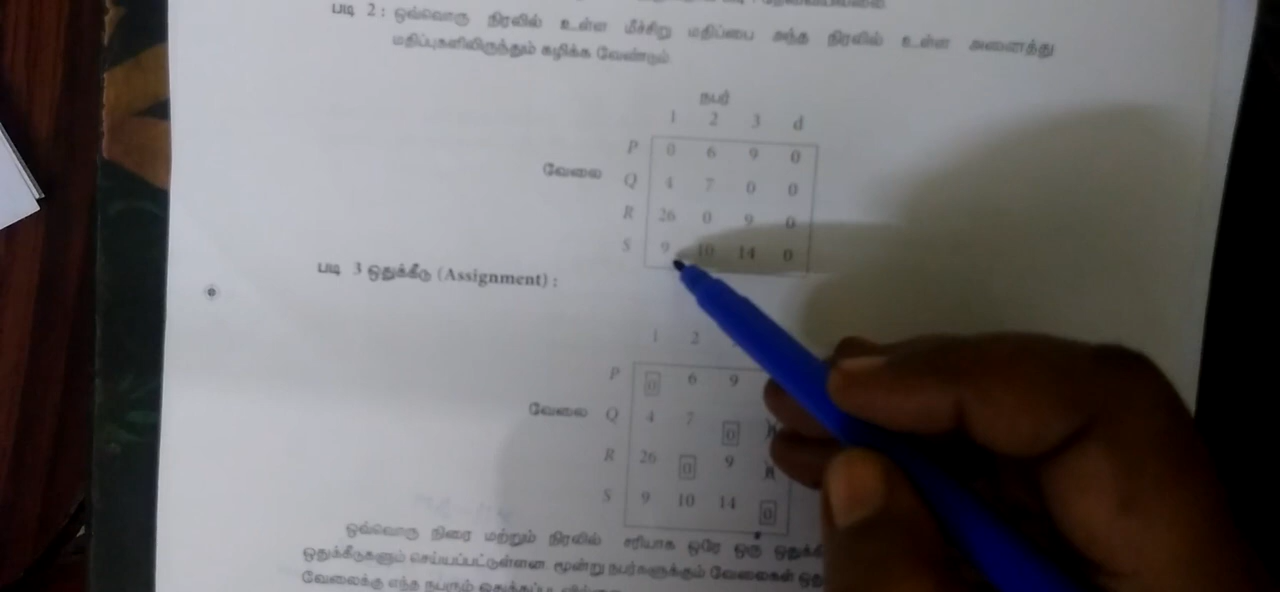 படி 2 : ஒவ்வொரு நிரலில் உள்ள மீச்சிறு மதிப்பை அந்த நிரலில் உள்ள அனைத்து
மதிப்புகளிலிருந்தும் கழிக்க வேண்டும்
நபர்
1 2 3 d
P 0 6 9 0
வேலை Q 4 7 0 0
R 26 0 9 0
S 9 10 14 0
படி 3 ஒதுக்கீடு (Assignment) :
1 2
P 0 6 9
வேலை Q 4 7 0
R 26 0 9
S 9 10 14 0
ஒவ்வொரு நிரை மற்றும் நிரலில் சரியாக ஒரே ஒரு
ஒதுக்கீடுகளும் செய்யப்பட்டுள்ளன. மூன்று நபர்களுக்கும் வேலைகள்
வேலைக்கு எந்த நபரும்